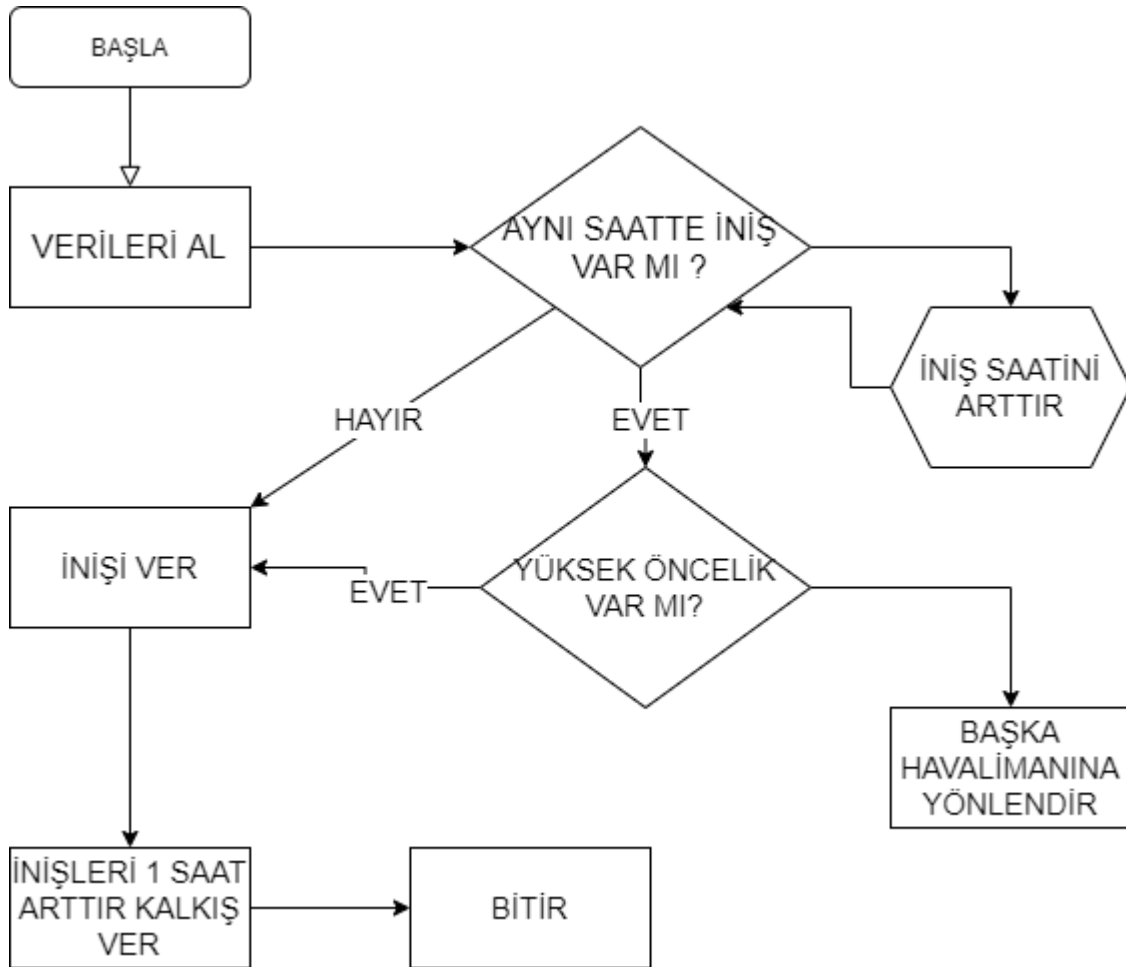 BAŞLA
VERİLERİ AL
AYNI SAATTE İNİŞ
VAR MI ?
İNİŞ SAATİNİ
ARTTIR
HAYIR
EVET
İNİŞİ VER
EVET
YÜKSEK ÖNCELİK
VAR MI?
BAŞKA
HAVALİMANINA
YÖNLENDİR
İNİŞLERİ 1 SAAT
ARTTIR KALKIŞ
VER
BİTİR